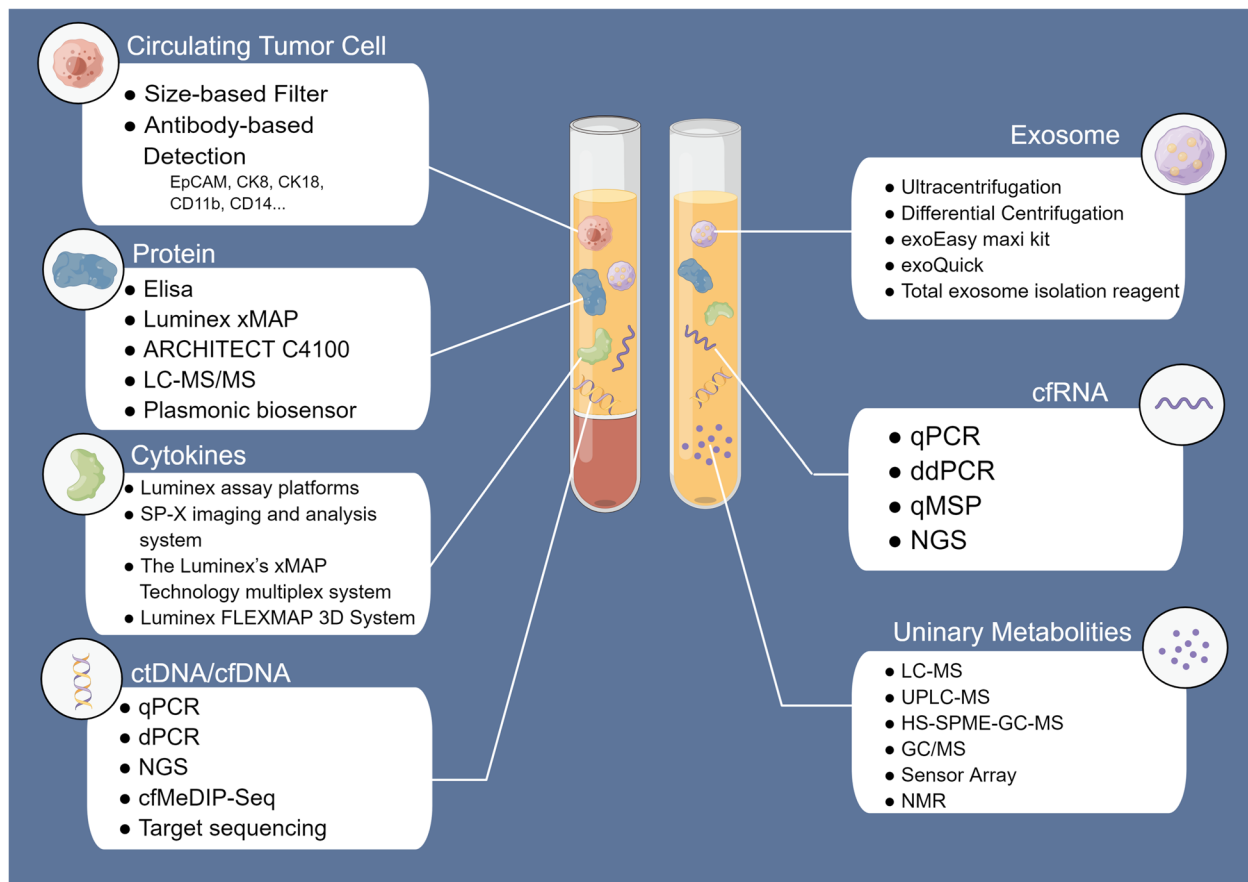 Circulating Tumor Cell
● Size-based Filter
● Antibody-based
Detection
EpCAM, CK8, CK18,
CD11b, CD14...
Protein
● Elisa
● Luminex xMAP
● ARCHITECT C4100
● LC-MS/MS
● Plasmonic biosensor
Cytokines
● Luminex assay platforms
● SP-X imaging and analysis
system
● The Luminex's xMAP
Technology multiplex system
● Luminex FLEXMAP 3D System
ctDNA/cfDNA
● qPCR
● dPCR
● NGS
● cfMeDIP-Seq
● Target sequencing
Exosome
● Ultracentrifugation
● Differential Centrifugation
● exoEasy maxi kit
● exoQuick
● Total exosome isolation reagent
cfRNA
● qPCR
● ddPCR
● qMSP
● NGS
Uninary Metabolities
● LC-MS
● UPLC-MS
● HS-SPME-GC-MS
● GC/MS
● Sensor Array
● NMR